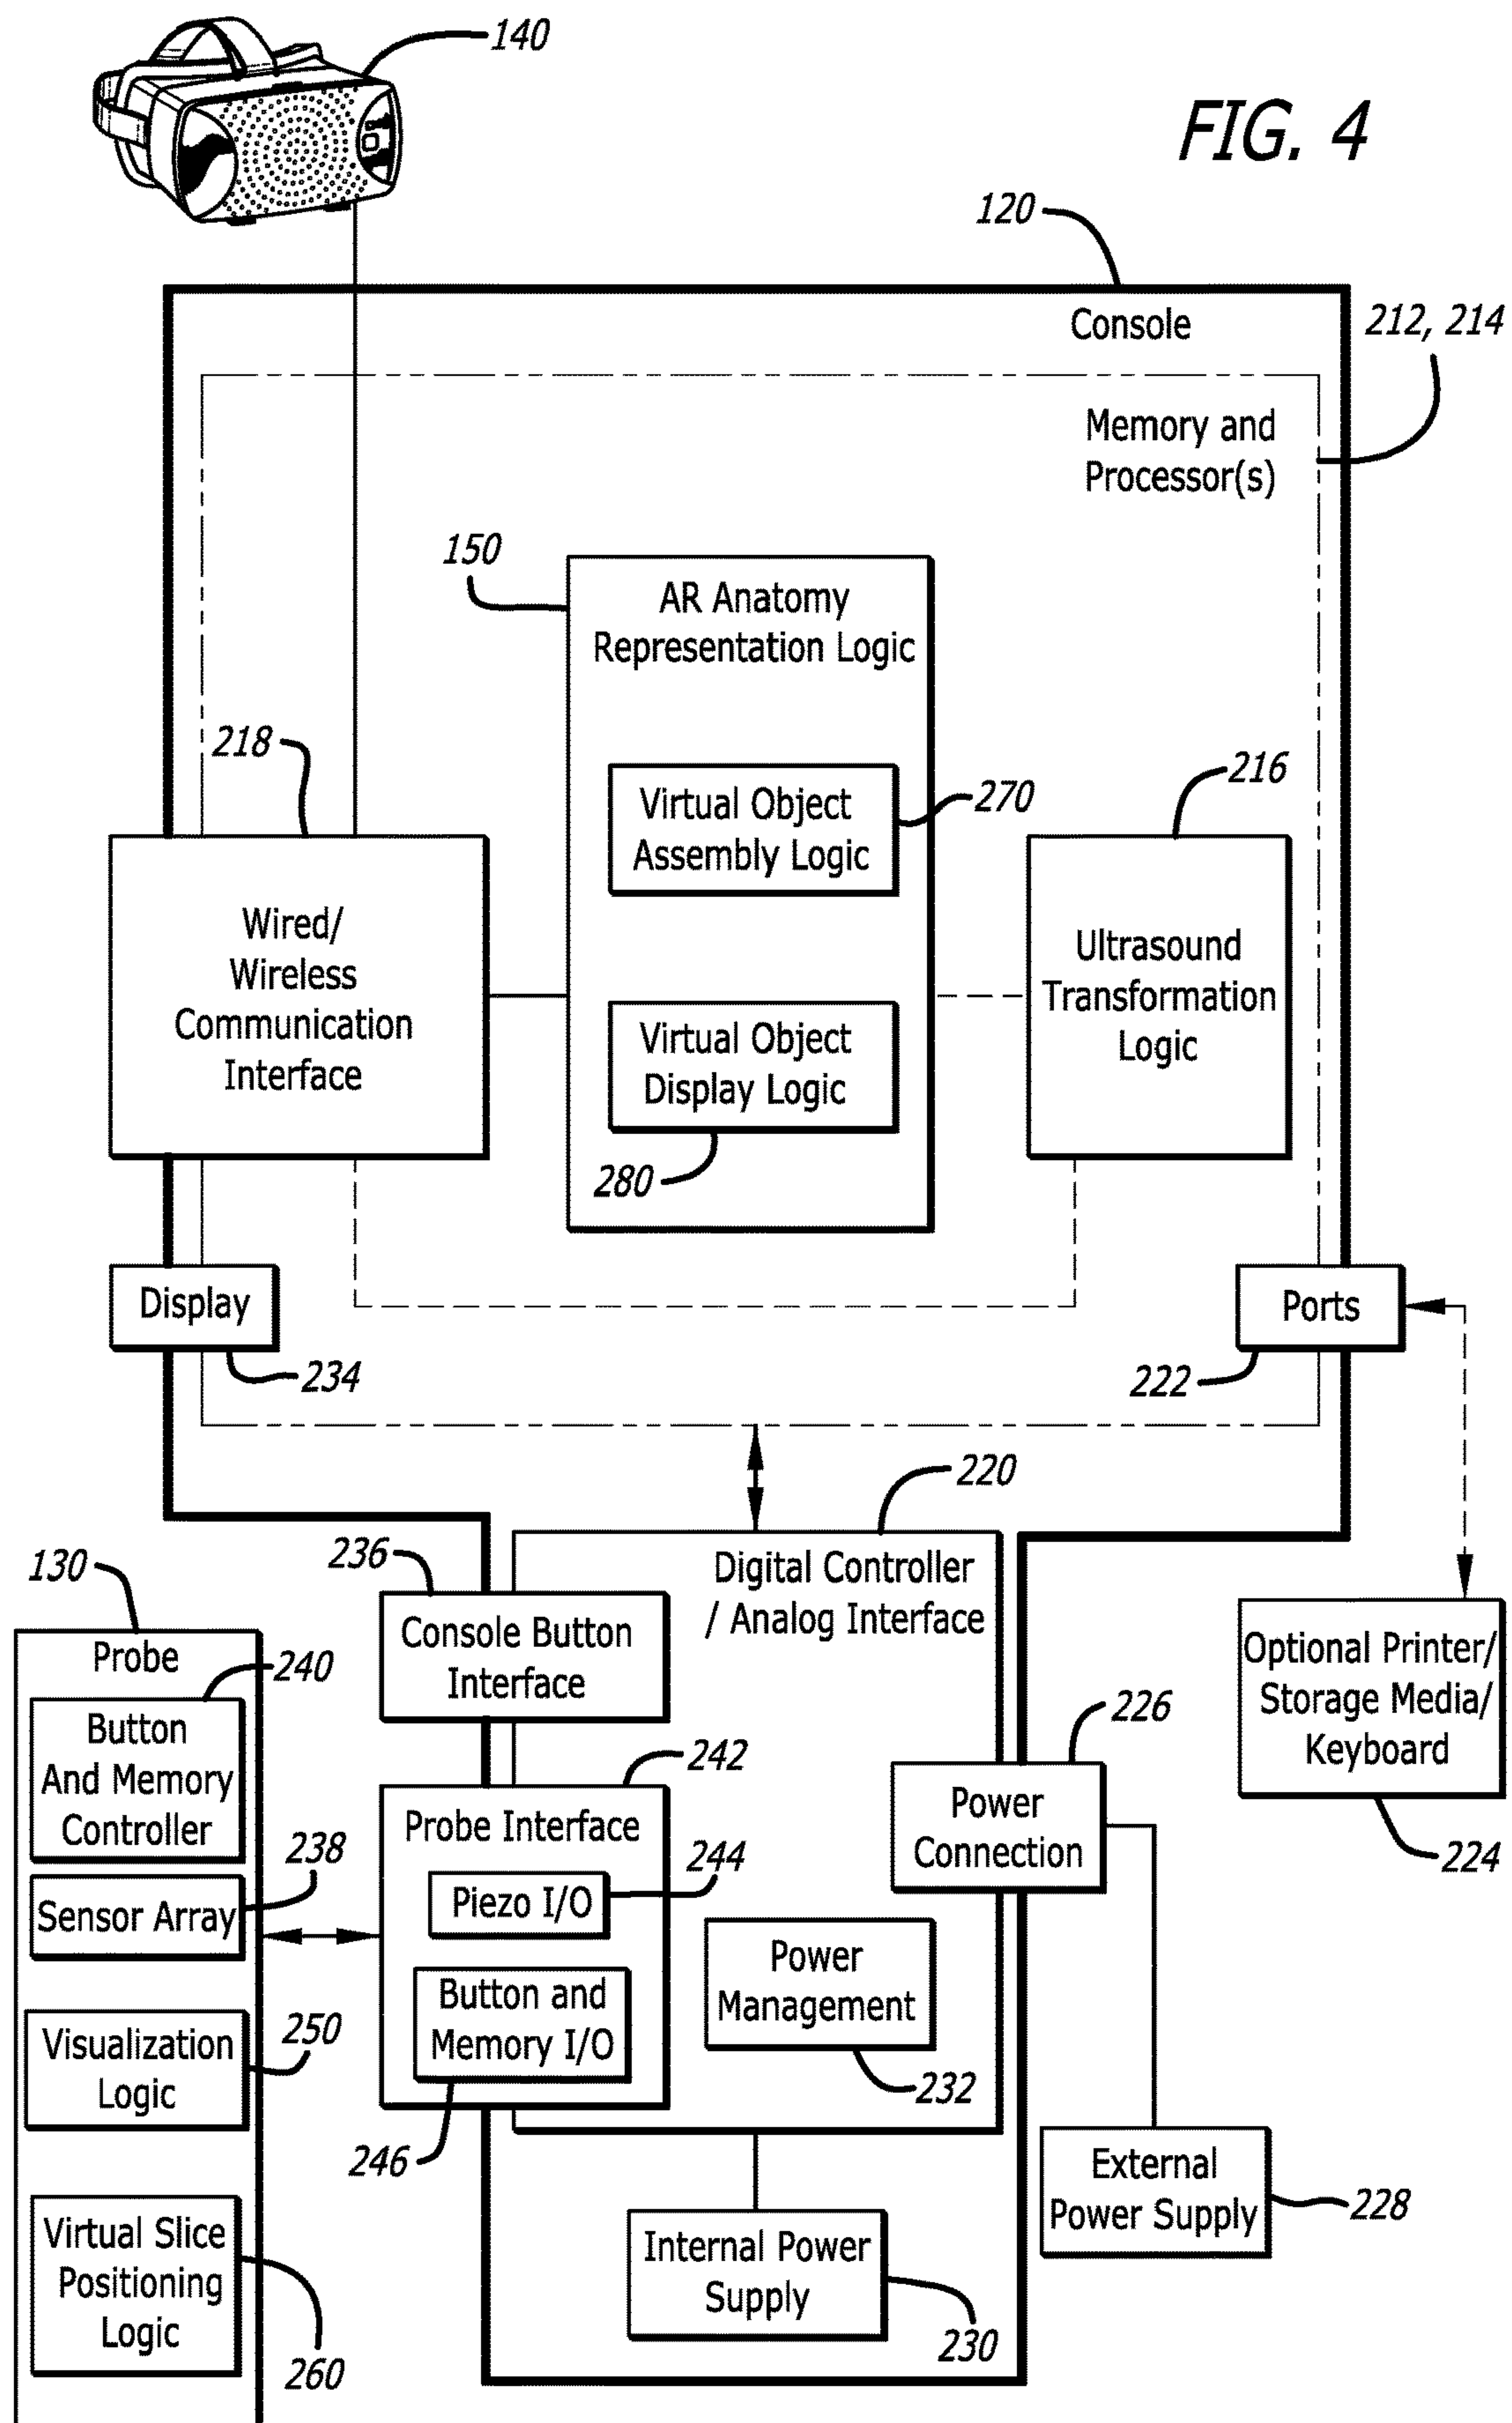 140
FIG. 4
120
Console
212, 214
Memory and
Processor(s)
150
AR Anatomy
Representation Logic
218
216
Virtual Object
Assembly Logic
270
Wired/
Wireless
Communication
Interface
Ultrasound
Transformation
Logic
Virtual Object
Display Logic
280
Display
234
Ports
222
220
Digital Controller
/ Analog Interface
236
Console Button
Interface
130
Probe
240
Button
And Memory
Controller
238
Sensor Array
Visualization
Logic
250
Virtual Slice
Positioning
Logic
260
242
Probe Interface
Piezo I/O
244
Button and
Memory I/O
246
226
Power
Connection
Power
Management
232
Optional Printer/
Storage Media/
Keyboard
224
External
Power Supply
228
Internal Power
Supply
230